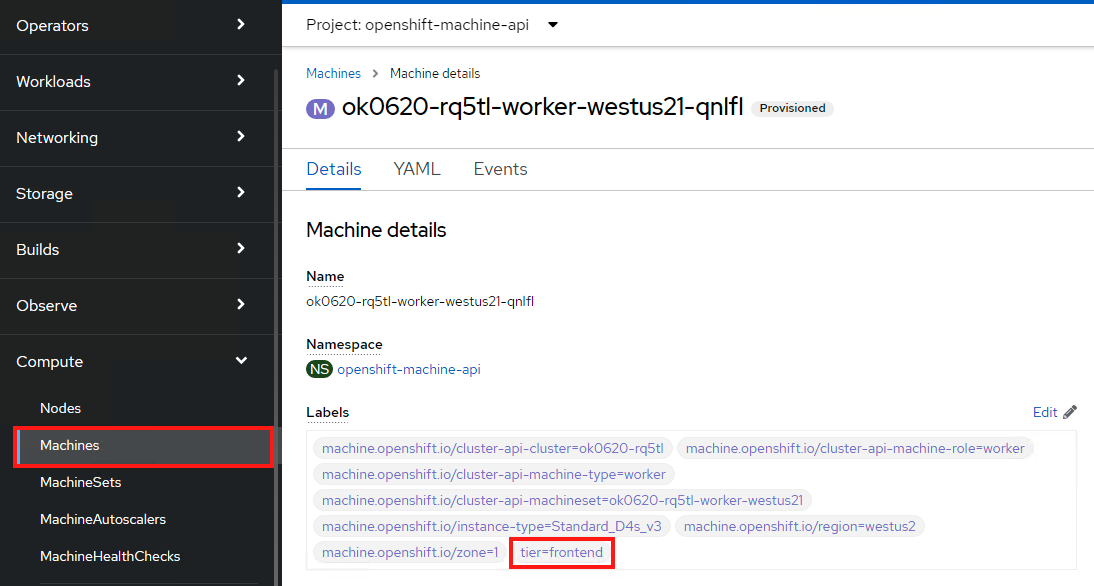 Operators
Workloads
Networking
Storage
Builds
Observe
Compute
Nodes
Machines
MachineSets
MachineAutoscalers
MachineHealthChecks
Project: openshift-machine-api
Machines > Machine details
M ok0620-rq5tl-worker-westus21-qnlfl Provisioned
Details YAML Events
Machine details
Name
ok0620-rq5tl-worker-westus21-qnlfl
Namespace
NS openshift-machine-api
Labels Edit
machine.openshift.io/cluster-api-cluster=ok0620-rq5tl machine.openshift.io/cluster-api-machine-role=worker
machine.openshift.io/cluster-api-machine-type=worker
machine.openshift.io/cluster-api-machineset=ok0620-rq5tl-worker-westus21
machine.openshift.io/instance-type=Standard_D4s_v3 machine.openshift.io/region=westus2
machine.openshift.io/zone=1 tier=frontend